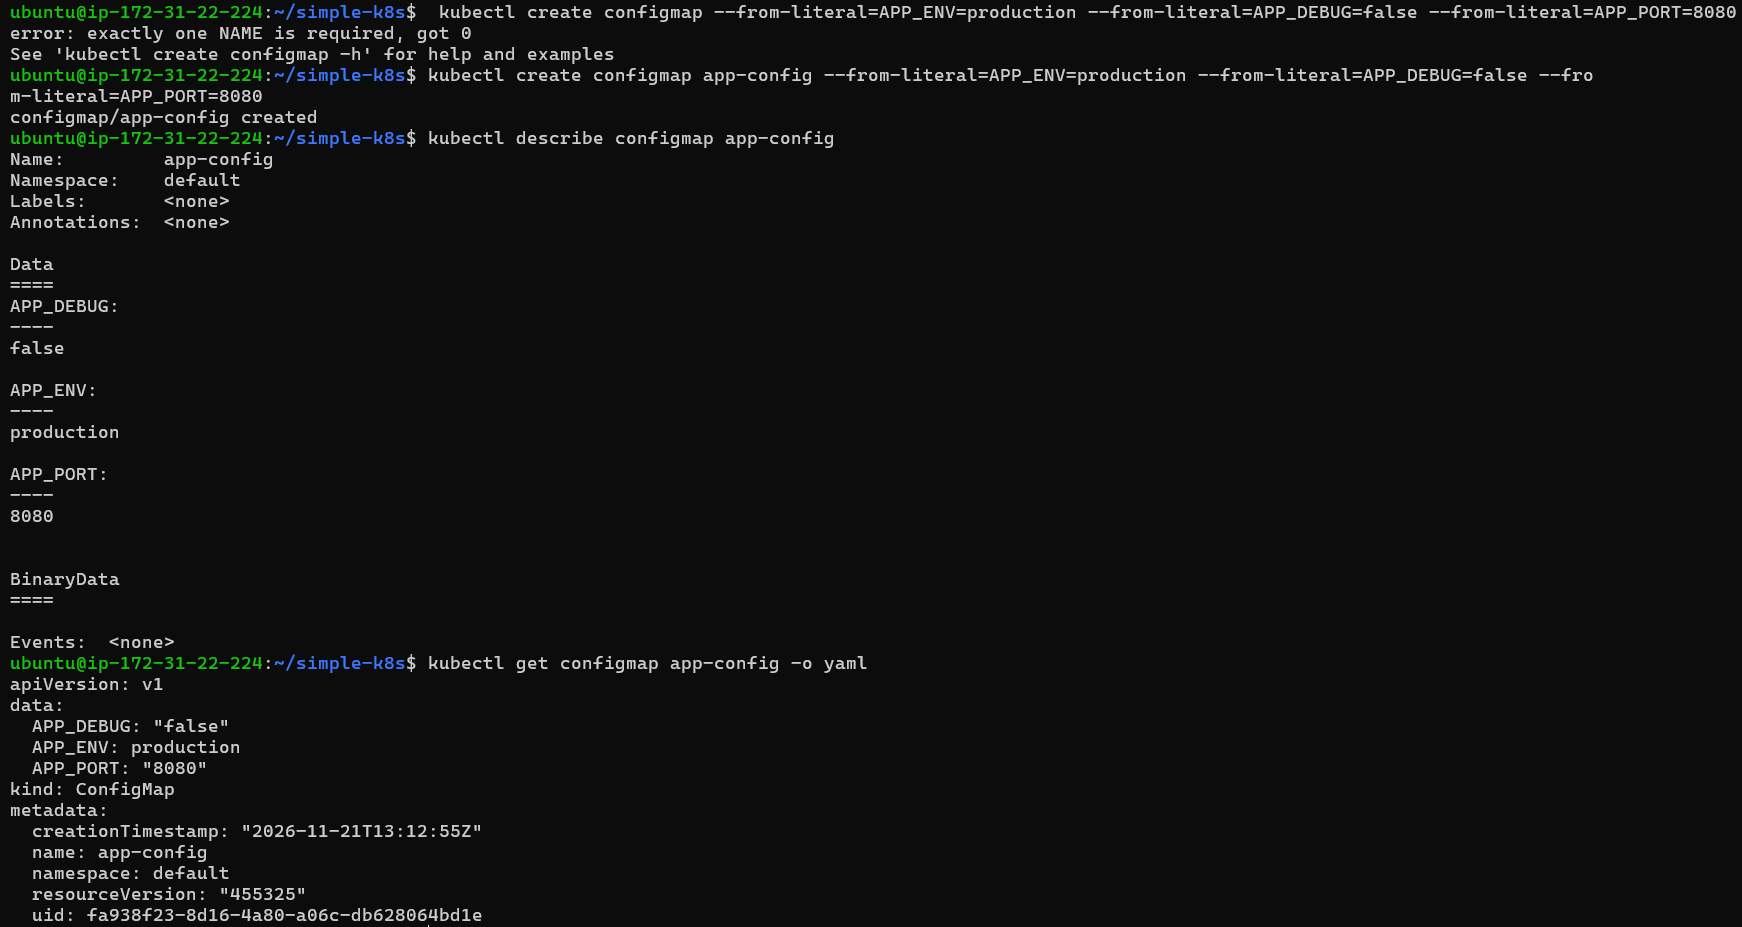 ubuntu@ip-172-31-22-224:~/simple-k8s$  kubectl create configmap --from-literal=APP_ENV=production --from-literal=APP_DEBUG=false --from-literal=APP_PORT=8080
error: exactly one NAME is required, got 0
See 'kubectl create configmap -h' for help and examples
ubuntu@ip-172-31-22-224:~/simple-k8s$ kubectl create configmap app-config --from-literal=APP_ENV=production --from-literal=APP_DEBUG=false --fro
m-literal=APP_PORT=8080
configmap/app-config created
ubuntu@ip-172-31-22-224:~/simple-k8s$ kubectl describe configmap app-config
Name:         app-config
Namespace:    default
Labels:       <none>
Annotations:  <none>

Data
====
APP_DEBUG:
----
false

APP_ENV:
----
production

APP_PORT:
----
8080


BinaryData
====

Events:  <none>
ubuntu@ip-172-31-22-224:~/simple-k8s$ kubectl get configmap app-config -o yaml
apiVersion: v1
data:
  APP_DEBUG: "false"
  APP_ENV: production
  APP_PORT: "8080"
kind: ConfigMap
metadata:
  creationTimestamp: "2026-11-21T13:12:55Z"
  name: app-config
  namespace: default
  resourceVersion: "455325"
  uid: fa938f23-8d16-4a80-a06c-db628064bd1e